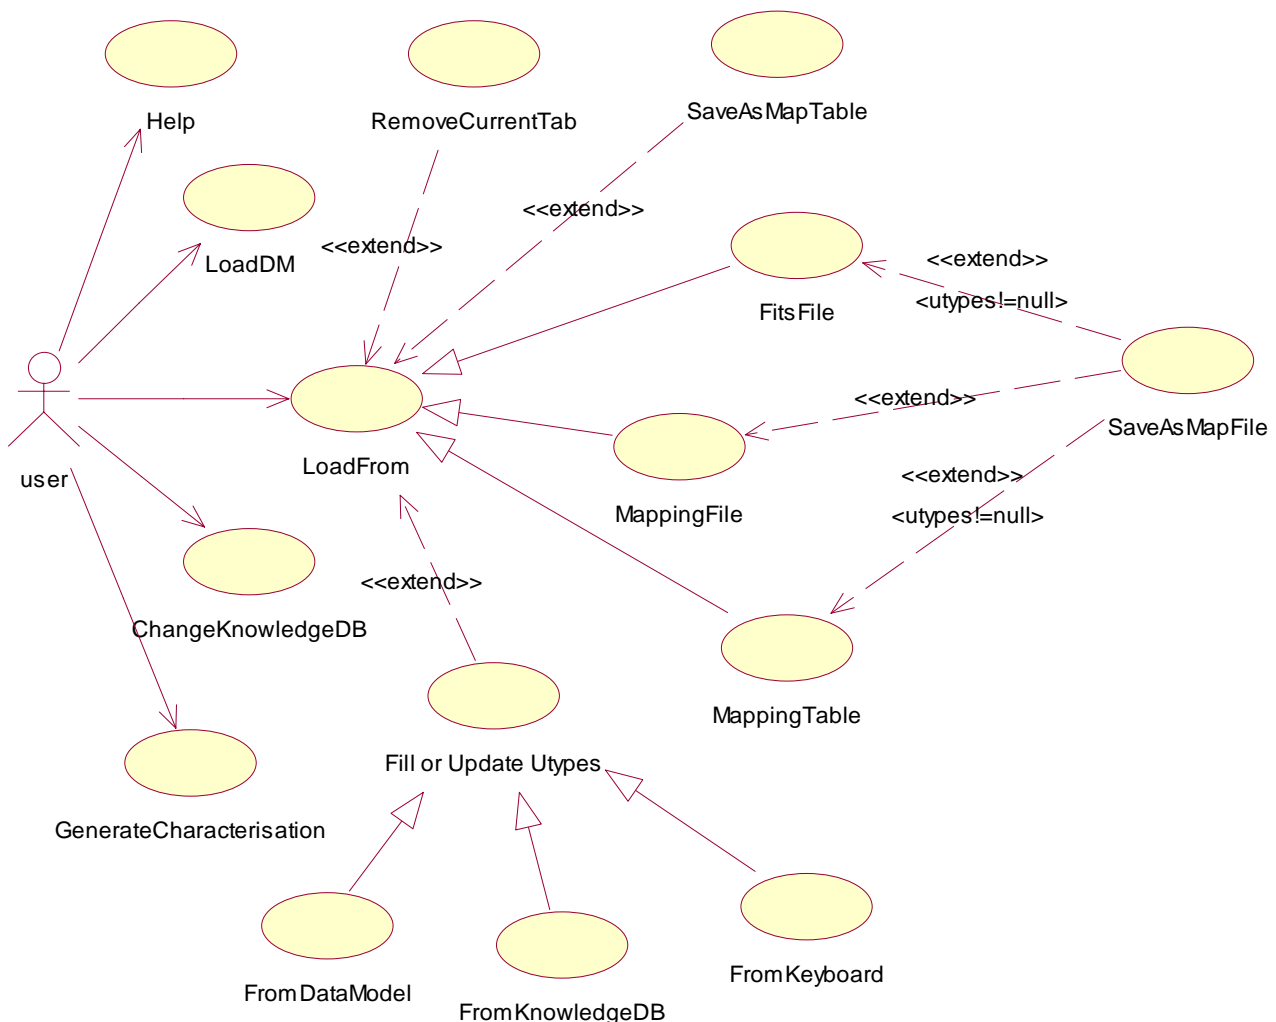 Help
RemoveCurrentTab
SaveAsMapTable
<<extend>>
<<extend>>
LoadDM
<<extend>>
<utypes!=null>
FitsFile
<<extend>>
SaveAsMapFile
LoadFrom
user
<<extend>>
<utypes!=null>
MappingFile
<<extend>>
ChangeKnowledgeDB
MappingTable
Fill or Update Utypes
GenerateCharacterisation
FromKeyboard
FromDataModel
FromKnowledgeDB